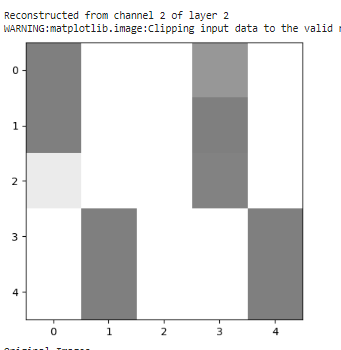 Reconstructed from channel 2 of layer 2
WARNING:matplotlib.image:Clipping input data to the valid
0
1
2
3
4
0 1 2 3 4